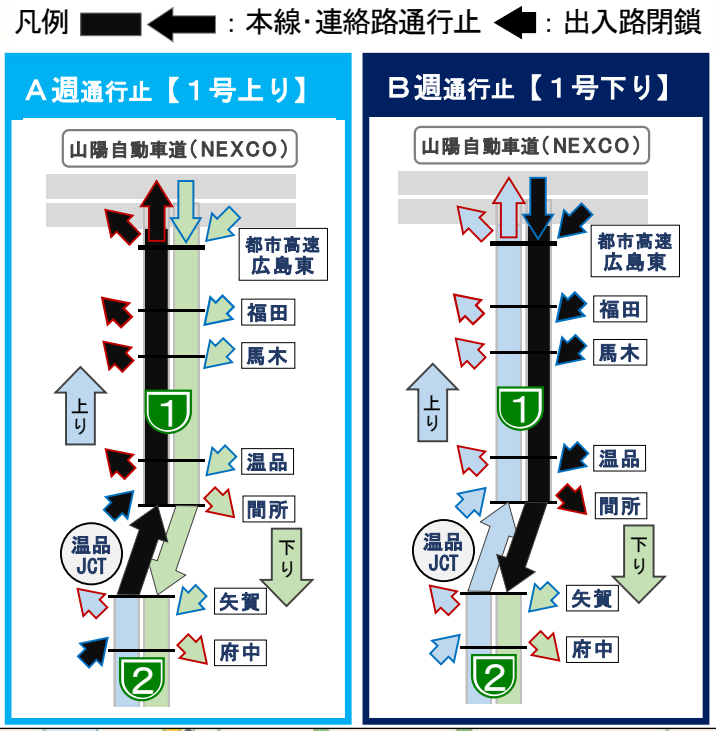 凡例 : 本線・連絡路通行止 : 出入路閉鎖
A週通行止【1号上り】
山陽自動車道(NEXCO)
都市高速
広島東
福田
馬木
上り
1
温品
間所
温品
JCT
下り
矢賀
府中
2
B週通行止【1号下り】
山陽自動車道(NEXCO)
都市高速
広島東
福田
馬木
上り
1
温品
間所
温品
JCT
下り
矢賀
府中
2